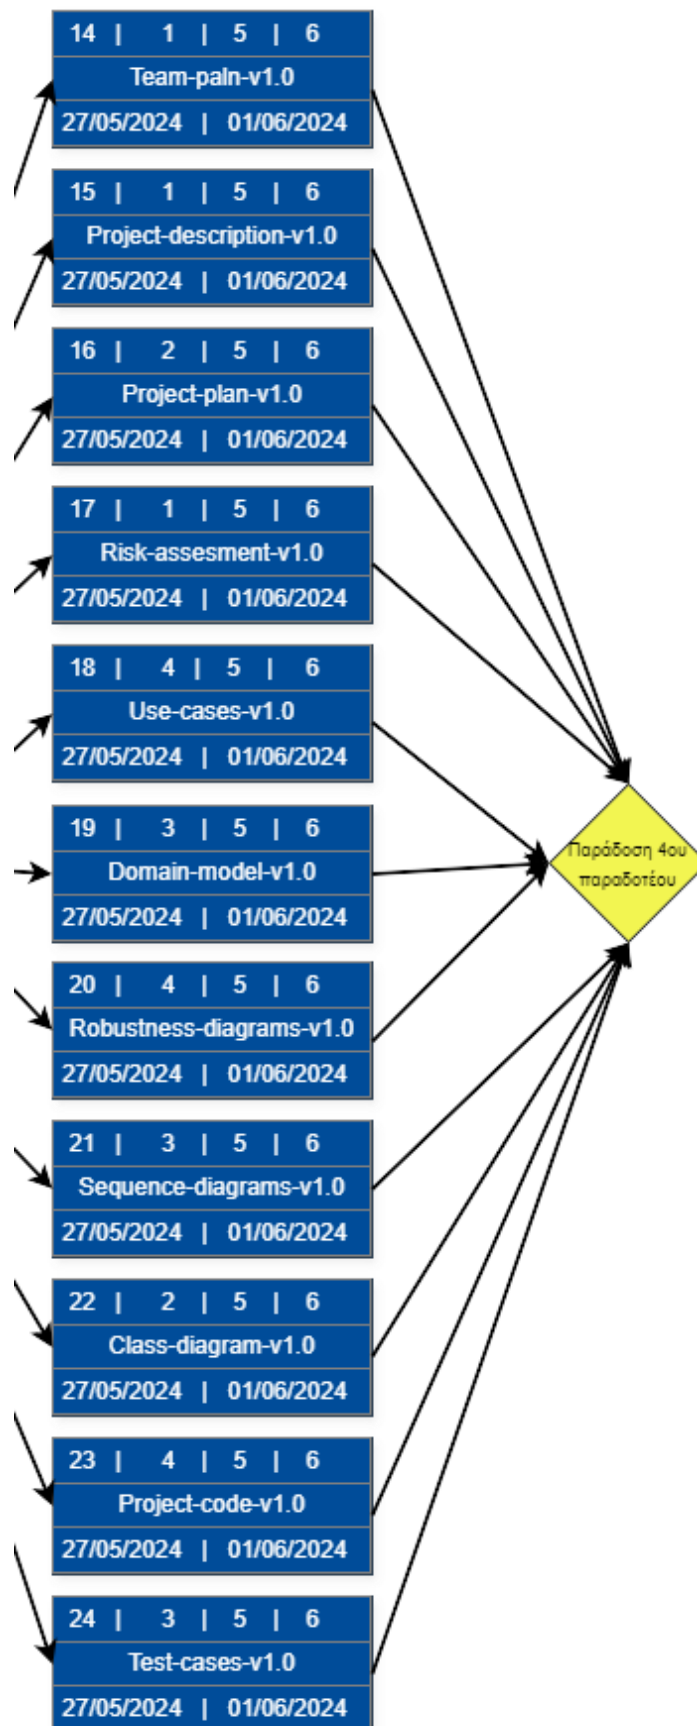 14 | 1 | 5 | 6
Team-paln-v1.0
27/05/2024 | 01/06/2024
15 | 1 | 5 | 6
Project-description-v1.0
27/05/2024 | 01/06/2024
16 | 2 | 5 | 6
Project-plan-v1.0
27/05/2024 | 01/06/2024
17 | 1 | 5 | 6
Risk-assesment-v1.0
27/05/2024 | 01/06/2024
18 | 4 | 5 | 6
Use-cases-v1.0
27/05/2024 | 01/06/2024
19 | 3 | 5 | 6
Domain-model-v1.0
27/05/2024 | 01/06/2024
20 | 4 | 5 | 6
Robustness-diagrams-v1.0
27/05/2024 | 01/06/2024
21 | 3 | 5 | 6
Sequence-diagrams-v1.0
27/05/2024 | 01/06/2024
22 | 2 | 5 | 6
Class-diagram-v1.0
27/05/2024 | 01/06/2024
23 | 4 | 5 | 6
Project-code-v1.0
27/05/2024 | 01/06/2024
24 | 3 | 5 | 6
Test-cases-v1.0
27/05/2024 | 01/06/2024
Παράδοση 4ου
παραδοτέου